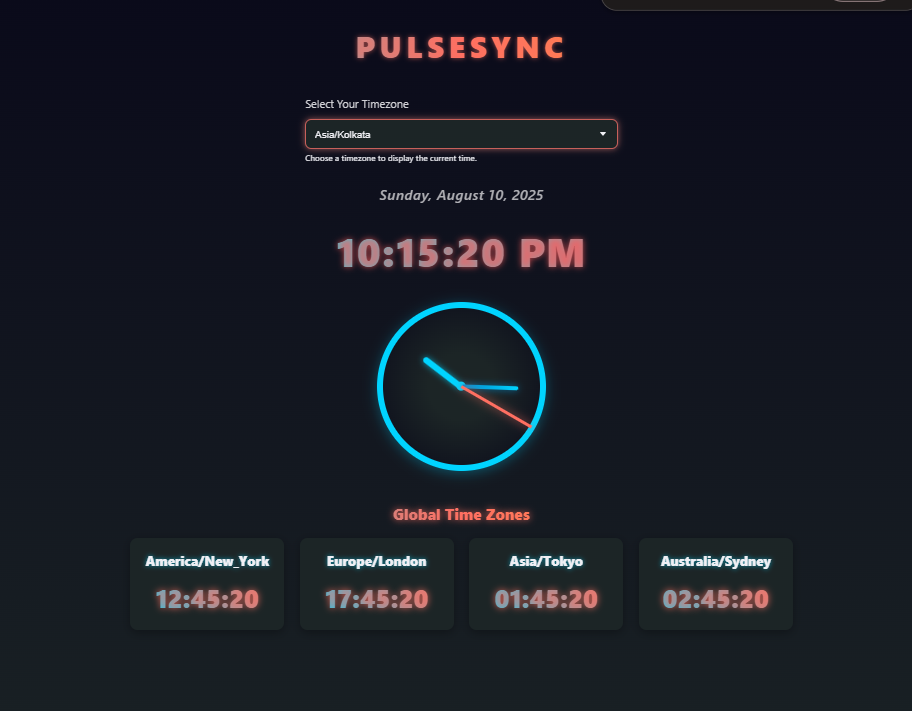 PULSESYNC
Select Your Timezone
Asia/Kolkata
Choose a timezone to display the current time.
Sunday, August 10, 2025
10:15:20 PM
Global Time Zones
America/New_York
12:45:20
Europe/London
17:45:20
Asia/Tokyo
01:45:20
Australia/Sydney
02:45:20